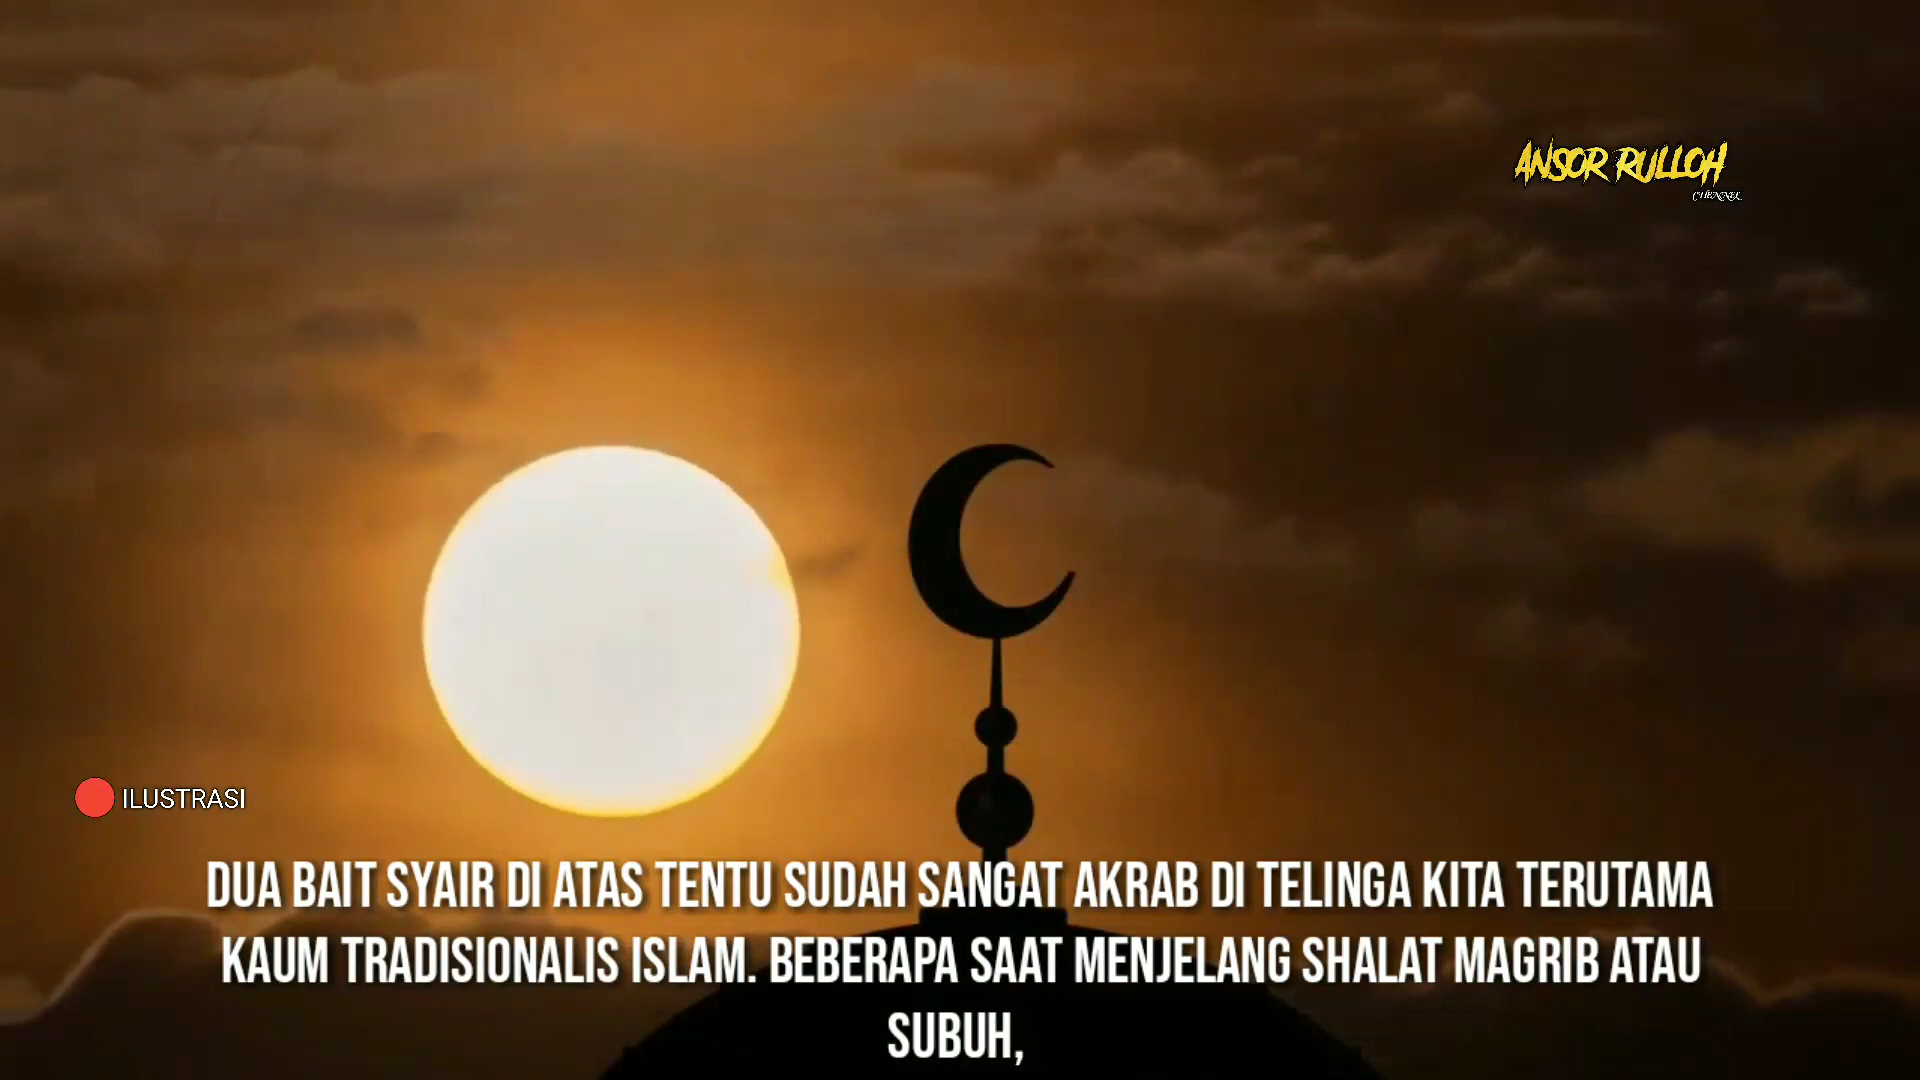 ANSOR RULLOH
CHENNEL
ILUSTRASI
DUA BAIT SYAIR DI ATAS TENTU SUDAH SANGAT AKRAB DI TELINGA KITA TERUTAMA
KAUM TRADISIONALIS ISLAM. BEBERAPA SAAT MENJELANG SHALAT MAGRIB ATAU
SUBUH,